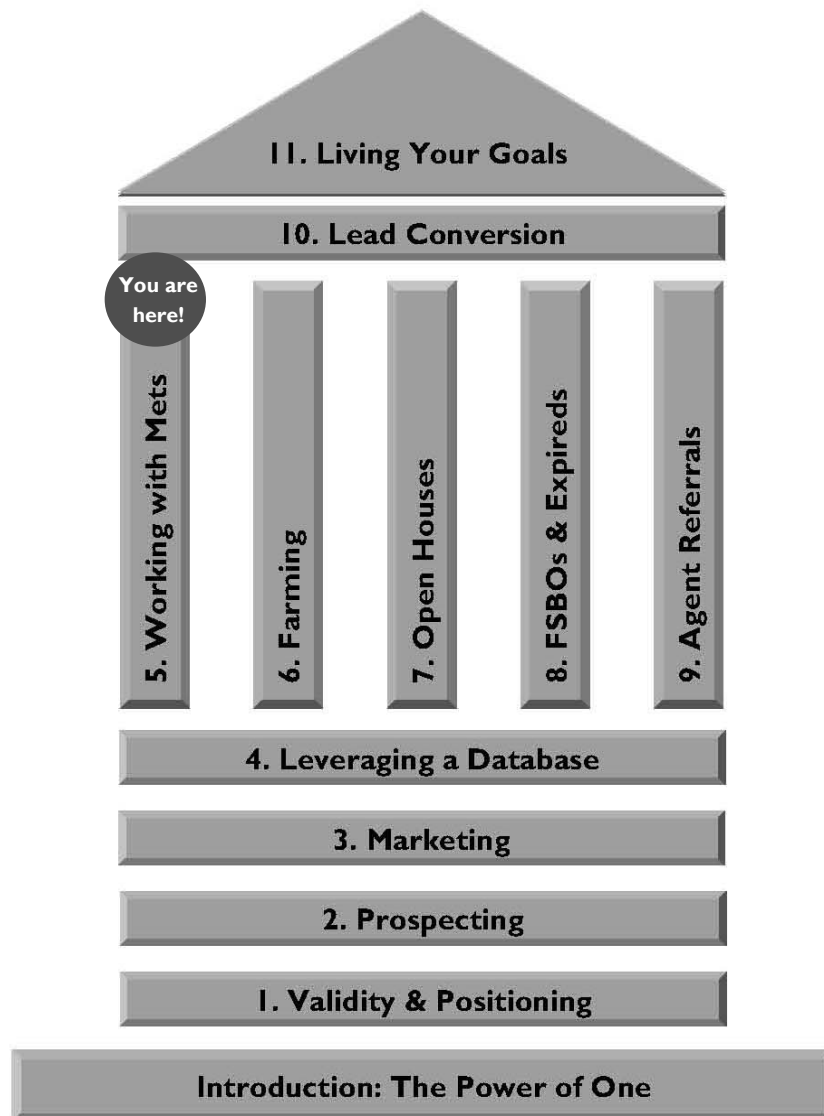 11. Living Your Goals
10. Lead Conversion
You are
here!
5. Working with Mets
6. Farming
7. Open Houses
8. FSBOs & Expireds
9. Agent Referrals
4. Leveraging a Database
3. Marketing
2. Prospecting
1. Validity & Positioning
Introduction: The Power of One